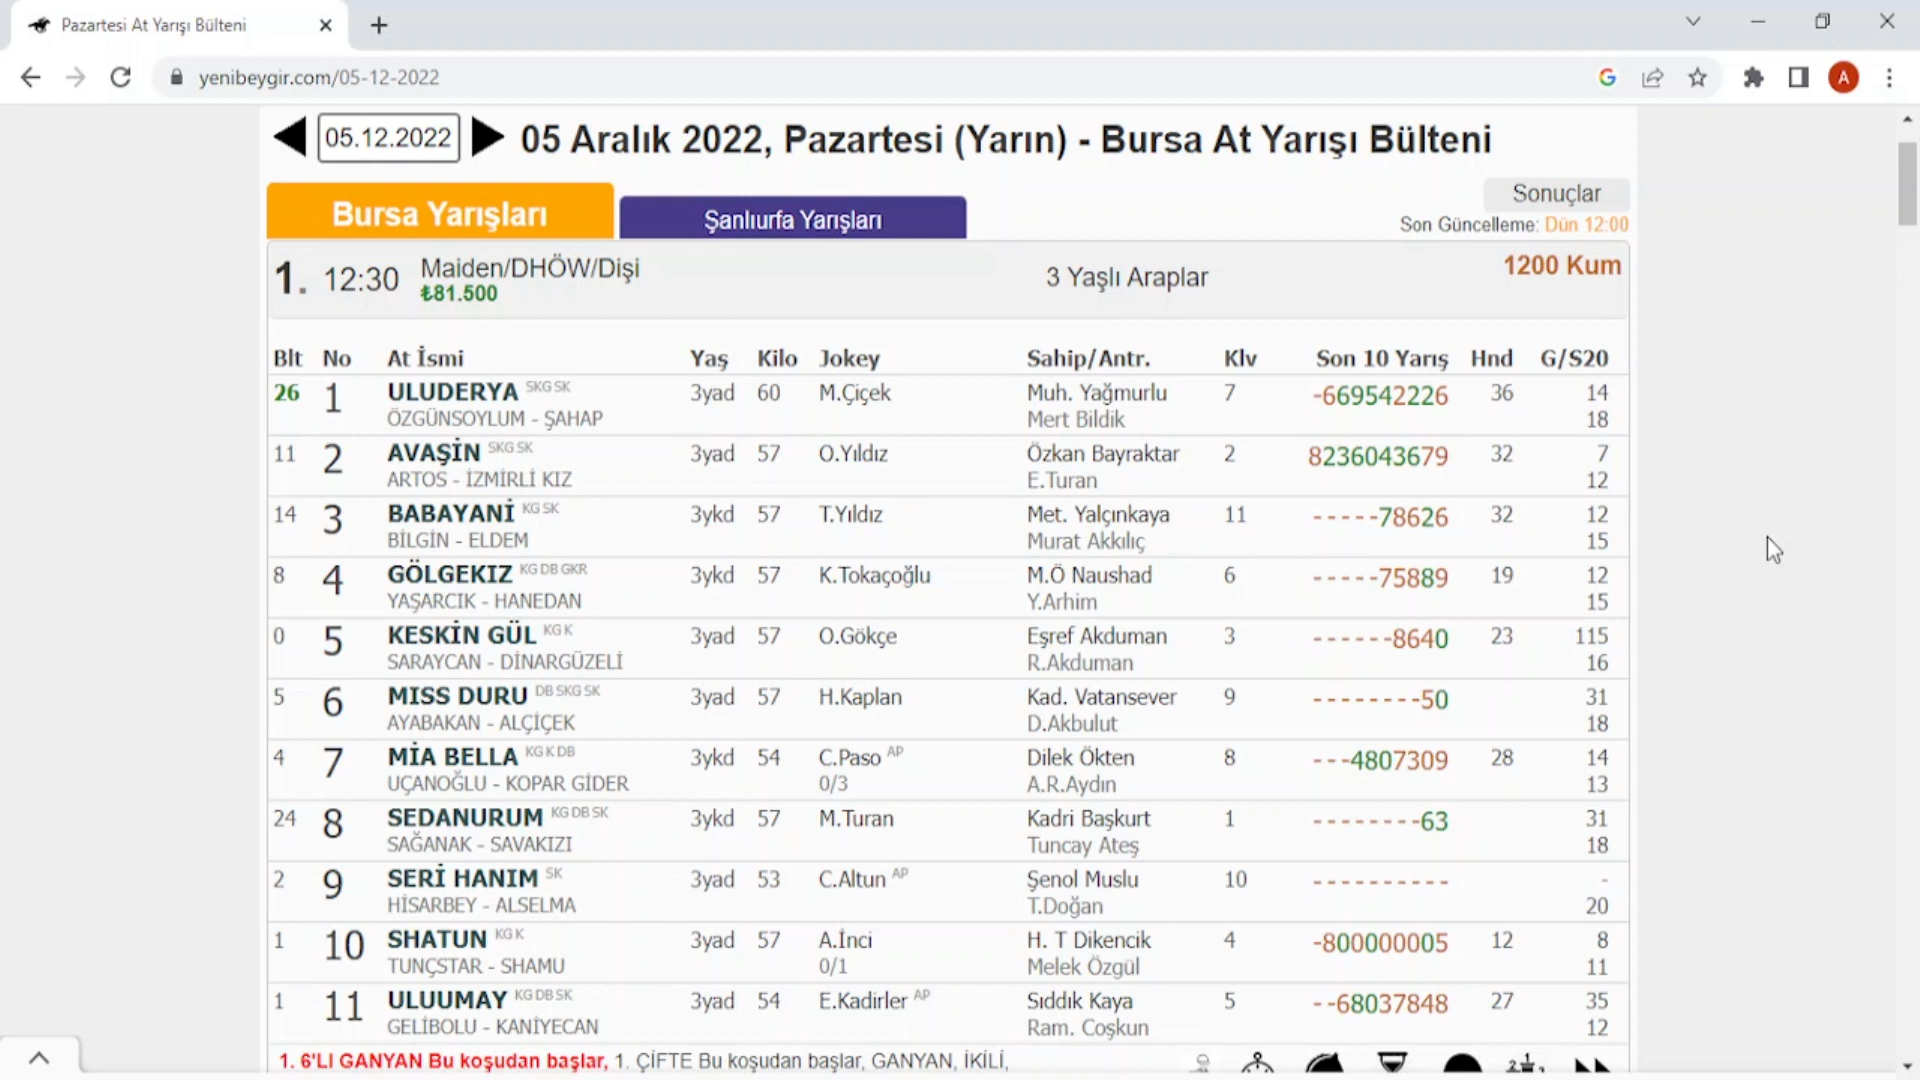 Pazartesi At Yarışı Bülteni
yenibeygir.com/05-12-2022
A
05.12.2022 05 Aralık 2022, Pazartesi (Yarın) - Bursa At Yarışı Bülteni
Bursa Yarışları Şanlıurfa Yarışları Sonuçlar
Son Güncelleme: Dün 12:00
1. 12:30 Maiden/DHÖW/Dişi 3 Yaşlı Araplar 1200 Kum
₺81.500
Blt No At İsmi Yaş Kilo Jokey Sahip/Antr. Klv Son 10 Yarış Hnd G/S20
26 1 ULUDERYA SKG SK 3yad 60 M.Çiçek Muh. Yağmurlu 7 -669542226 36 14
ÖZGÜNSOYLUM - ŞAHAP Mert Bildik 18
11 2 AVAŞİN SKG SK 3yad 57 O.Yıldız Özkan Bayraktar 2 8236043679 32 7
ARTOS - İZMİRLİ KIZ E.Turan 12
14 3 BABAYANİ KG SK 3ykd 57 T.Yıldız Met. Yalçınkaya 11 -----78626 32 12
BİLGİN - ELDEM Murat Akkılıç 15
8 4 GÖLGEKIZ KG DB GKR 3ykd 57 K.Tokaçoğlu M.Ö Naushad 6 -----75889 19 12
YAŞARCIK - HANEDAN Y.Arhim 15
0 5 KESKİN GÜL KG K 3yad 57 O.Gökçe Eşref Akduman 3 ------8640 23 115
SARAYCAN - DİNARGÜZELİ R.Akduman 16
5 6 MISS DURU DB SKG SK 3yad 57 H.Kaplan Kad. Vatansever 9 --------50 31
AYABAKAN - ALÇİÇEK D.Akbulut 18
4 7 MİA BELLA KG K DB 3ykd 54 C.Paso AP Dilek Ökten 8 ---4807309 28 14
UÇANOĞLU - KOPAR GİDER 0/3 A.R.Aydın 13
24 8 SEDANURUM KG DB SK 3ykd 57 M.Turan Kadri Başkurt 1 --------63 31
SAĞANAK - SAVAKIZI Tuncay Ateş 18
2 9 SERİ HANIM SK 3yad 53 C.Altun AP Şenol Muslu 10 ---------- -
HİSARBEY - ALSELMA T.Doğan 20
1 10 SHATUN KG K 3yad 57 A.İnci H. T Dikencik 4 -800000005 12 8
TUNÇSTAR - SHAMU 0/1 Melek Özgül 11
1 11 ULUUMAY KG DB SK 3yad 54 E.Kadirler AP Sıddık Kaya 5 --68037848 27 35
GELİBOLU - KANİYECAN Ram. Coşkun 12
1. 6'LI GANYAN Bu koşudan başlar, 1. ÇİFTE Bu koşudan başlar, GANYAN, İKİLİ,